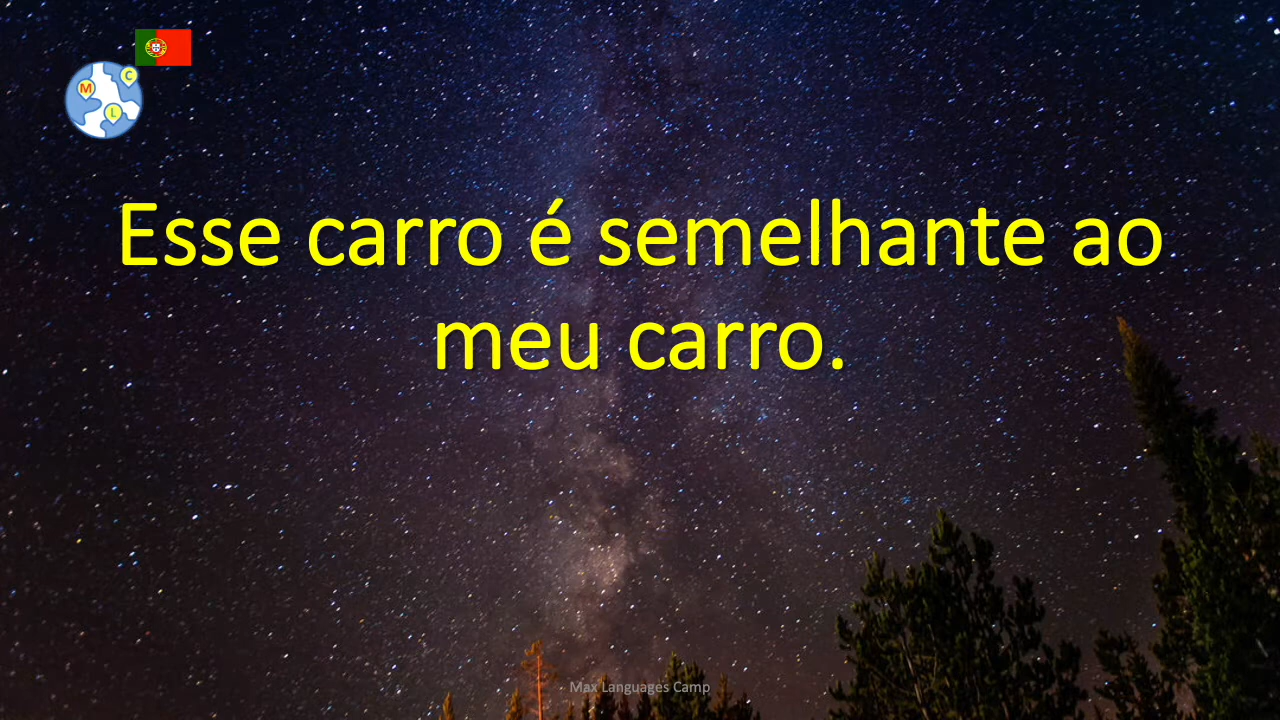 C
M
L
Esse carro é semelhante ao
meu carro.
Max Languages Camp